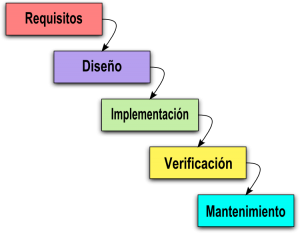 Requisitos
Diseño
Implementación
Verificación
Mantenimiento